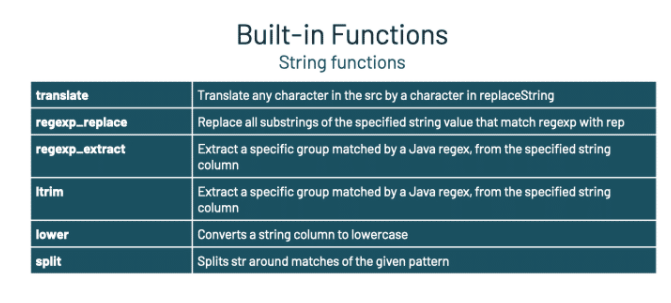 Built-in Functions
String functions
translate Translate any character in the src by a character in replaceString
regexp_replace Replace all substrings of the specified string value that match regexp with rep
regexp_extract Extract a specific group matched by a Java regex, from the specified string
column
ltrim Extract a specific group matched by a Java regex, from the specified string
column
lower Converts a string column to lowercase
split Splits str around matches of the given pattern